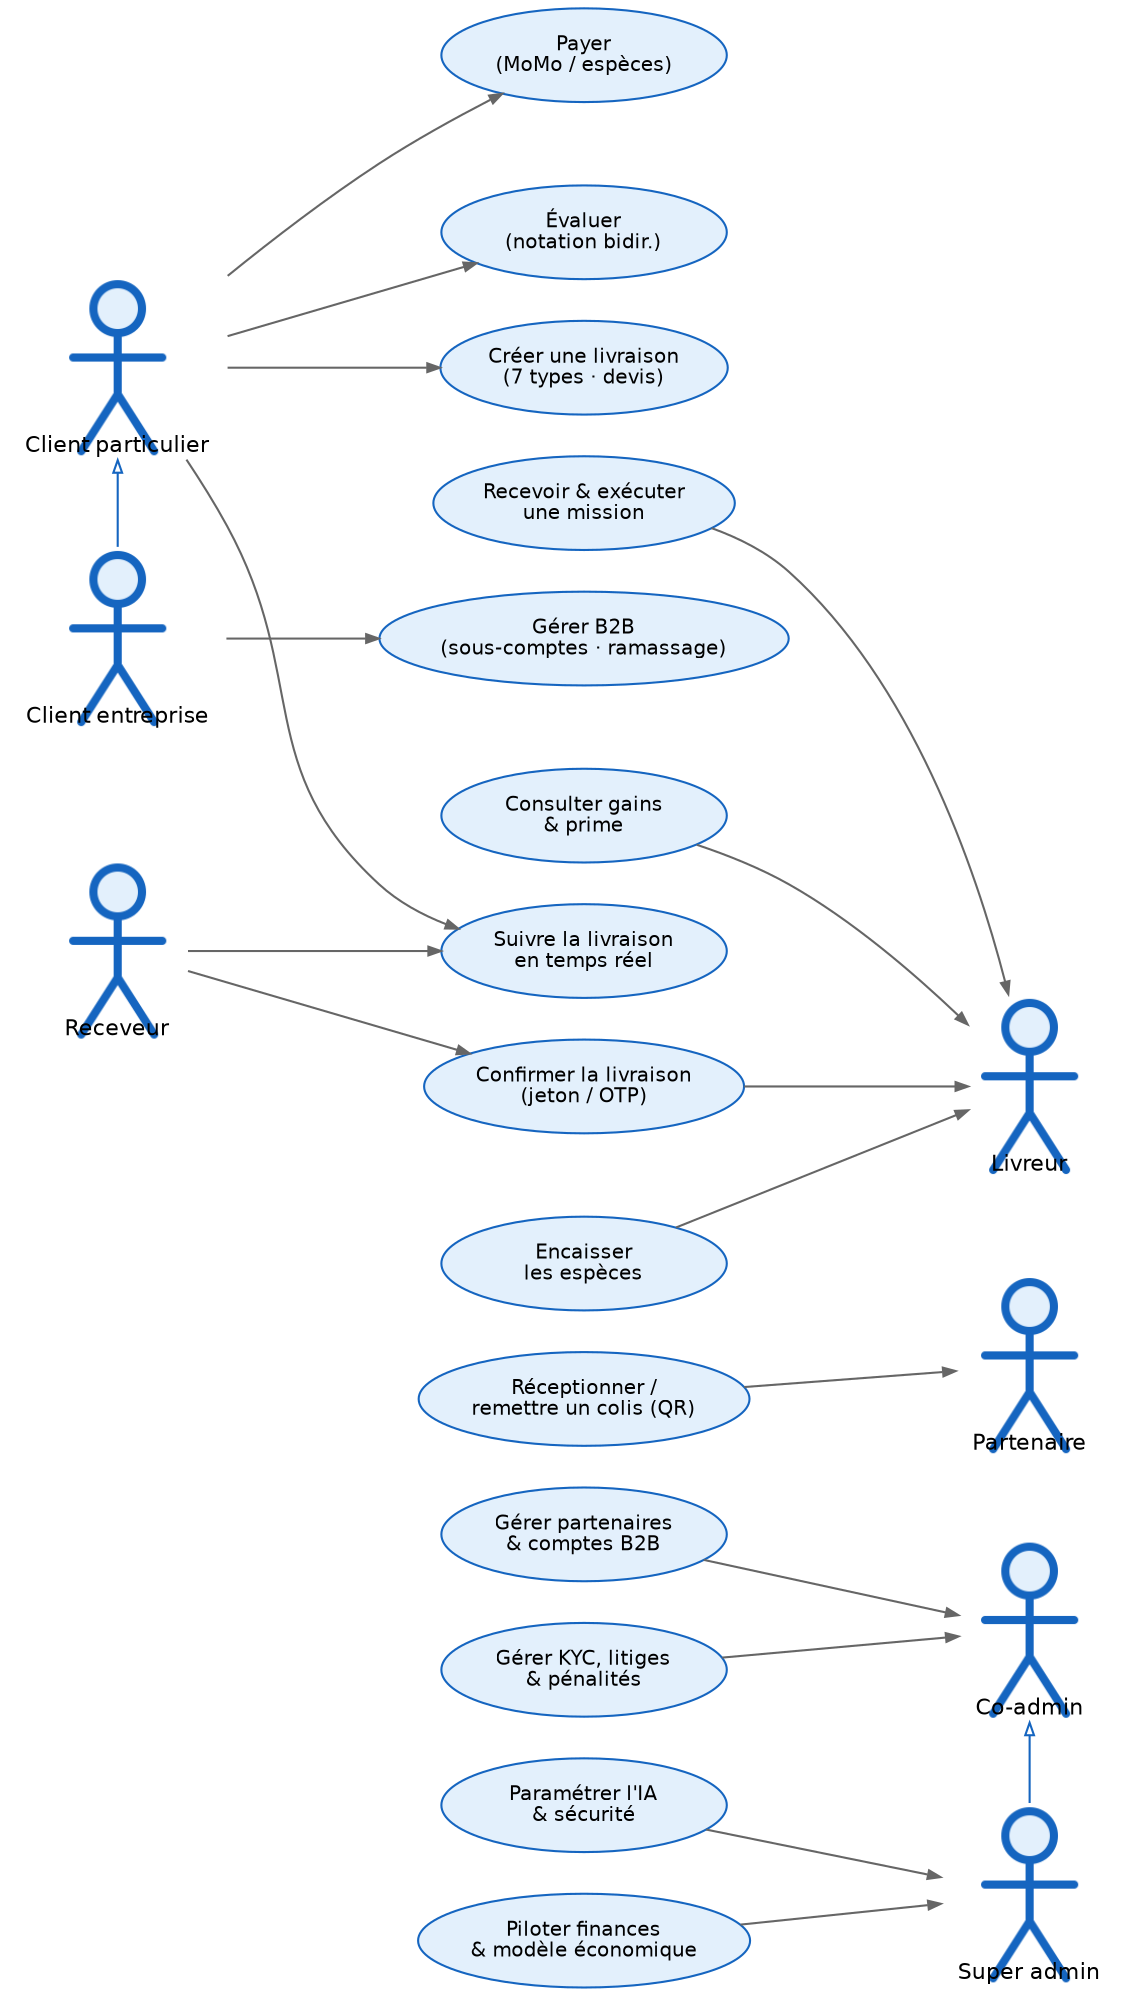 Payer
(MoMo / espèces)
Évaluer
(notation bidir.)
Créer une livraison
(7 types · devis)
Client particulier
Recevoir & exécuter
une mission
Gérer B2B
(sous-comptes · ramassage)
Client entreprise
Consulter gains
& prime
Suivre la livraison
en temps réel
Receveur
Confirmer la livraison
(jeton / OTP)
Livreur
Encaisser
les espèces
Réceptionner /
remettre un colis (QR)
Partenaire
Gérer partenaires
& comptes B2B
Gérer KYC, litiges
& pénalités
Co-admin
Paramétrer l'IA
& sécurité
Piloter finances
& modèle économique
Super admin